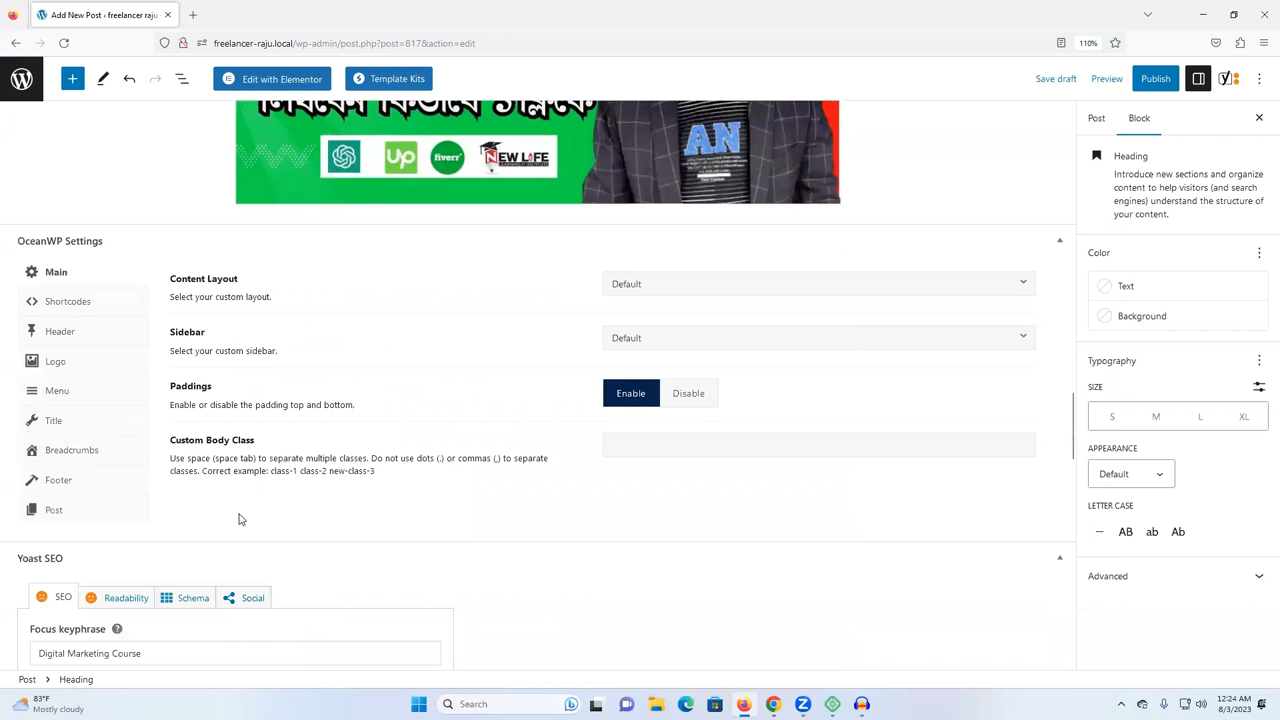 Add New Post ‹ freelancer raju
freelancer-raju.local/wp-admin/post.php?post=817&action=edit
110%
Edit with Elementor
Template Kits
Save draft
Preview
Publish
Post
Block
Up
fiverr
NEW LIFE
AN
Heading
Introduce new sections and organize
content to help visitors (and search
engines) understand the structure of
your content.
OceanWP Settings
Main
Shortcodes
Header
Logo
Menu
Title
Breadcrumbs
Footer
Post
Content Layout
Select your custom layout.
Default
Sidebar
Select your custom sidebar.
Default
Paddings
Enable or disable the padding top and bottom.
Enable
Disable
Custom Body Class
Use space (space tab) to separate multiple classes. Do not use dots (.) or commas (,) to separate
classes. Correct example: class-1 class-2 new-class-3
Color
Text
Background
Typography
SIZE
S
M
L
XL
APPEARANCE
Default
LETTER CASE
—
AB
ab
Ab
Advanced
Yoast SEO
SEO
Readability
Schema
Social
Focus keyphrase
Digital Marketing Course
Post
Heading
83°F
Mostly cloudy
Search
12:24 AM
8/3/2023